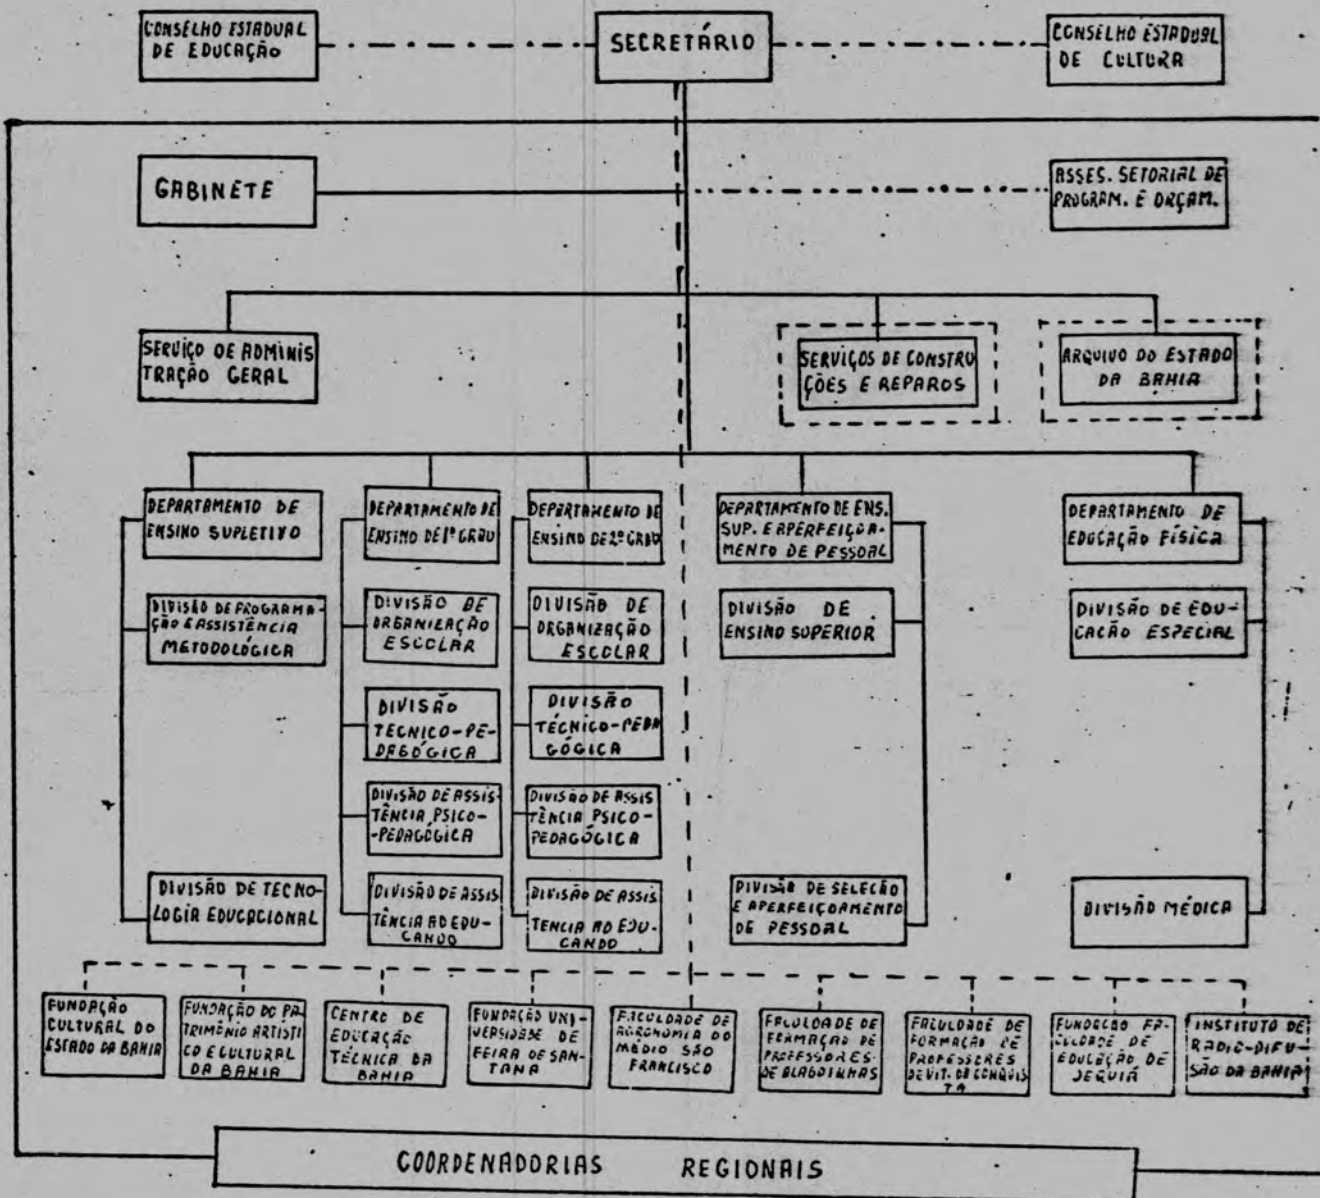 CONSELHO ESTADUAL
DE EDUCAÇÃO
SECRETÁRIO
CONSELHO ESTADUAL
DE CULTURA
GABINETE
ASSES. SETORIAL DE
PROGRAM. E ORÇAM.
SERVIÇO DE ADMINIS
TRAÇÃO GERAL
SERVIÇOS DE CONSTRU
ÇÕES E REPAROS
ARQUIVO DO ESTADO
DA BAHIA
DEPARTAMENTO DE
ENSINO SUPLETIVO
DEPARTAMENTO DE
ENSINO DE 1º GRAU
DEPARTAMENTO DE
ENSINO DE 2º GRAU
DEPARTAMENTO DE ENS.
SUP. E APERFEIÇOA-
MENTO DE PESSOAL
DEPARTAMENTO DE
EDUCAÇÃO FÍSICA
DIVISÃO DE PROGRAMA-
ÇÃO E ASSISTÊNCIA
METODOLÓGICA
DIVISÃO DE
ORGANIZAÇÃO
ESCOLAR
DIVISÃO DE
ORGANIZAÇÃO
ESCOLAR
DIVISÃO DE
ENSINO SUPERIOR
DIVISÃO DE EDU-
CACÃO ESPECIAL
DIVISÃO
TÉCNICO-PE-
DAGÓGICA
DIVISÃO
TÉCNICO-PEDA
GÓGICA
DIVISÃO DE ASSIS-
TÊNCIA PSICO-
-PEDAGÓGICA
DIVISÃO DE ASSIS
TÊNCIA PSICO-
PEDAGÓGICA
DIVISÃO DE TECNO-
LOGIA EDUCACIONAL
DIVISÃO DE ASSIS
TÊNCIA AO EDU-
CANDO
DIVISÃO DE ASSIS
TENCIA AO EDU-
CANDO
DIVISÃO DE SELEÇÃO
E APERFEIÇOAMENTO
DE PESSOAL
DIVISÃO MÉDICA
FUNDAÇÃO
CULTURAL DO
ESTADO DA BAHIA
FUNDAÇÃO DO PA-
TRIMÔNIO ARTISTI
CO E CULTURAL
DA BAHIA
CENTRO DE
EDUCAÇÃO
TÉCNICA DA
BAHIA
FUNDAÇÃO UNI-
VERSIDADE DE
FEIRA DE SAN-
TANA
FACULDADE DE
AGRONOMIA DO
MÉDIO SÃO
FRANCISCO
FACULDADE DE
FORMAÇÃO DE
PROFESSORES
DE ALAGOINHAS
FACULDADE DE
FORMAÇÃO DE
PROFESSORES
DE VIT. DA CONQUIS
TA
FUNDAÇÃO FA-
CULDADE DE
EDUCAÇÃO DE
JEQUIÁ
INSTITUTO DE
RADIO-DIFU-
SÃO DA BAHIA
COORDENADORIAS REGIONAIS